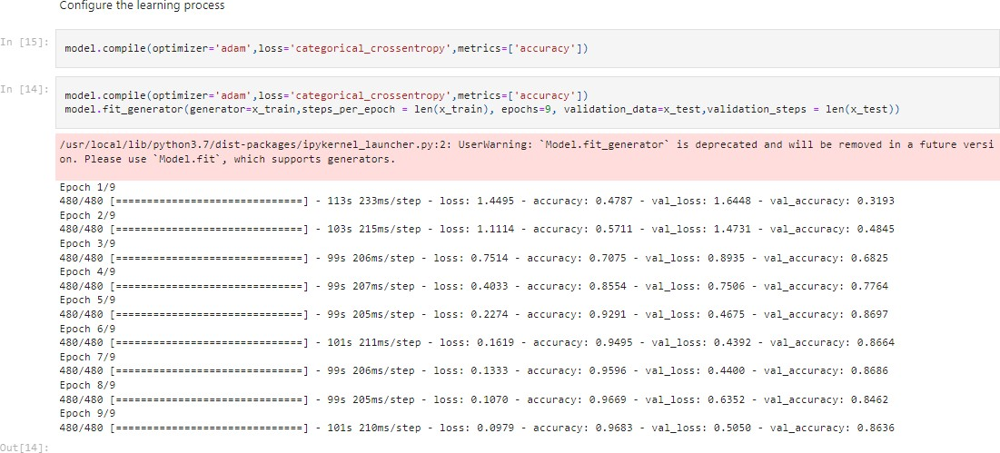 Configure the learning process
In [15]:
model.compile(optimizer='adam',loss='categorical_crossentropy',metrics=['accuracy'])
In [14]:
model.compile(optimizer='adam',loss='categorical_crossentropy',metrics=['accuracy'])
model.fit_generator(generator=x_train,steps_per_epoch = len(x_train), epochs=9, validation_data=x_test,validation_steps = len(x_test))
/usr/local/lib/python3.7/dist-packages/ipykernel_launcher.py:2: UserWarning: `Model.fit_generator` is deprecated and will be removed in a future versi
on. Please use `Model.fit`, which supports generators.
Epoch 1/9
480/480 [==============================] - 113s 233ms/step - loss: 1.4495 - accuracy: 0.4787 - val_loss: 1.6448 - val_accuracy: 0.3193
Epoch 2/9
480/480 [==============================] - 103s 215ms/step - loss: 1.1114 - accuracy: 0.5711 - val_loss: 1.4731 - val_accuracy: 0.4845
Epoch 3/9
480/480 [==============================] - 99s 206ms/step - loss: 0.7514 - accuracy: 0.7075 - val_loss: 0.8935 - val_accuracy: 0.6825
Epoch 4/9
480/480 [==============================] - 99s 207ms/step - loss: 0.4033 - accuracy: 0.8554 - val_loss: 0.7506 - val_accuracy: 0.7764
Epoch 5/9
480/480 [==============================] - 99s 205ms/step - loss: 0.2274 - accuracy: 0.9291 - val_loss: 0.4675 - val_accuracy: 0.8697
Epoch 6/9
480/480 [==============================] - 101s 211ms/step - loss: 0.1619 - accuracy: 0.9495 - val_loss: 0.4392 - val_accuracy: 0.8664
Epoch 7/9
480/480 [==============================] - 99s 206ms/step - loss: 0.1333 - accuracy: 0.9596 - val_loss: 0.4400 - val_accuracy: 0.8686
Epoch 8/9
480/480 [==============================] - 99s 205ms/step - loss: 0.1070 - accuracy: 0.9669 - val_loss: 0.6352 - val_accuracy: 0.8462
Epoch 9/9
480/480 [==============================] - 101s 210ms/step - loss: 0.0979 - accuracy: 0.9683 - val_loss: 0.5050 - val_accuracy: 0.8636
Out[14]: